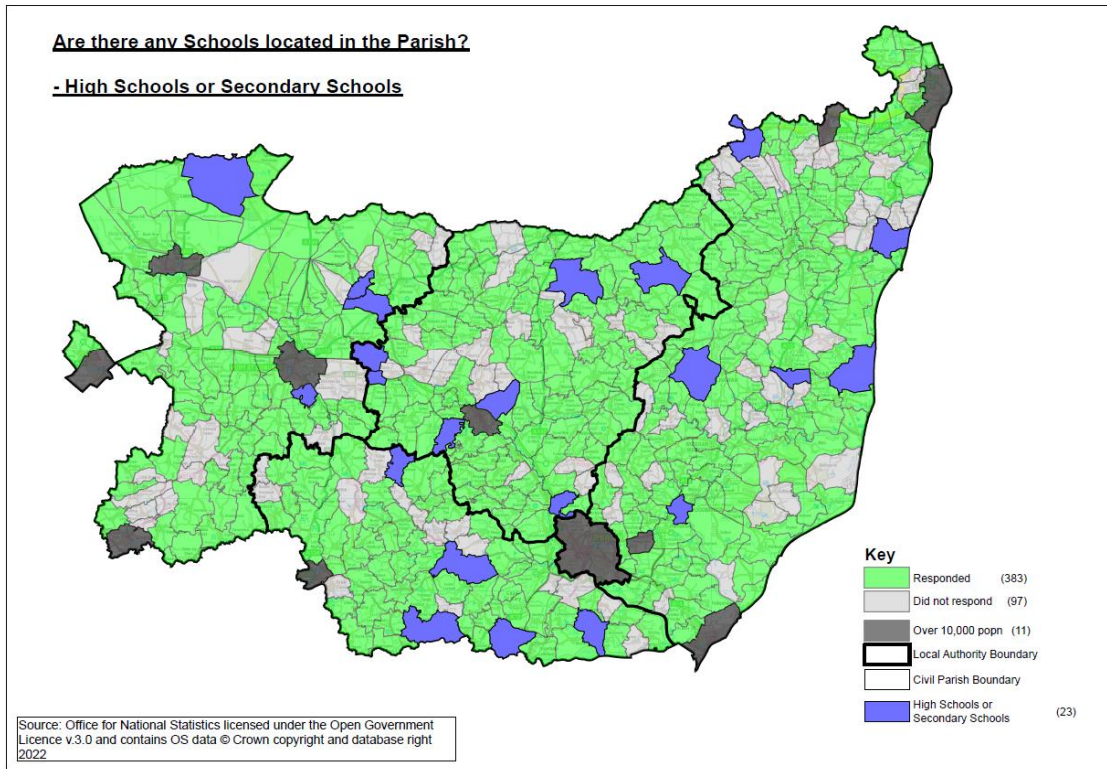 Are there any Schools located in the Parish?
- High Schools or Secondary Schools
Key
Responded (383)
Did not respond (97)
Over 10,000 popn (11)
Local Authority Boundary
Civil Parish Boundary
High Schools or
Secondary Schools (23)
Source: Office for National Statistics licensed under the Open Government
Licence v.3.0 and contains OS data © Crown copyright and database right
2022